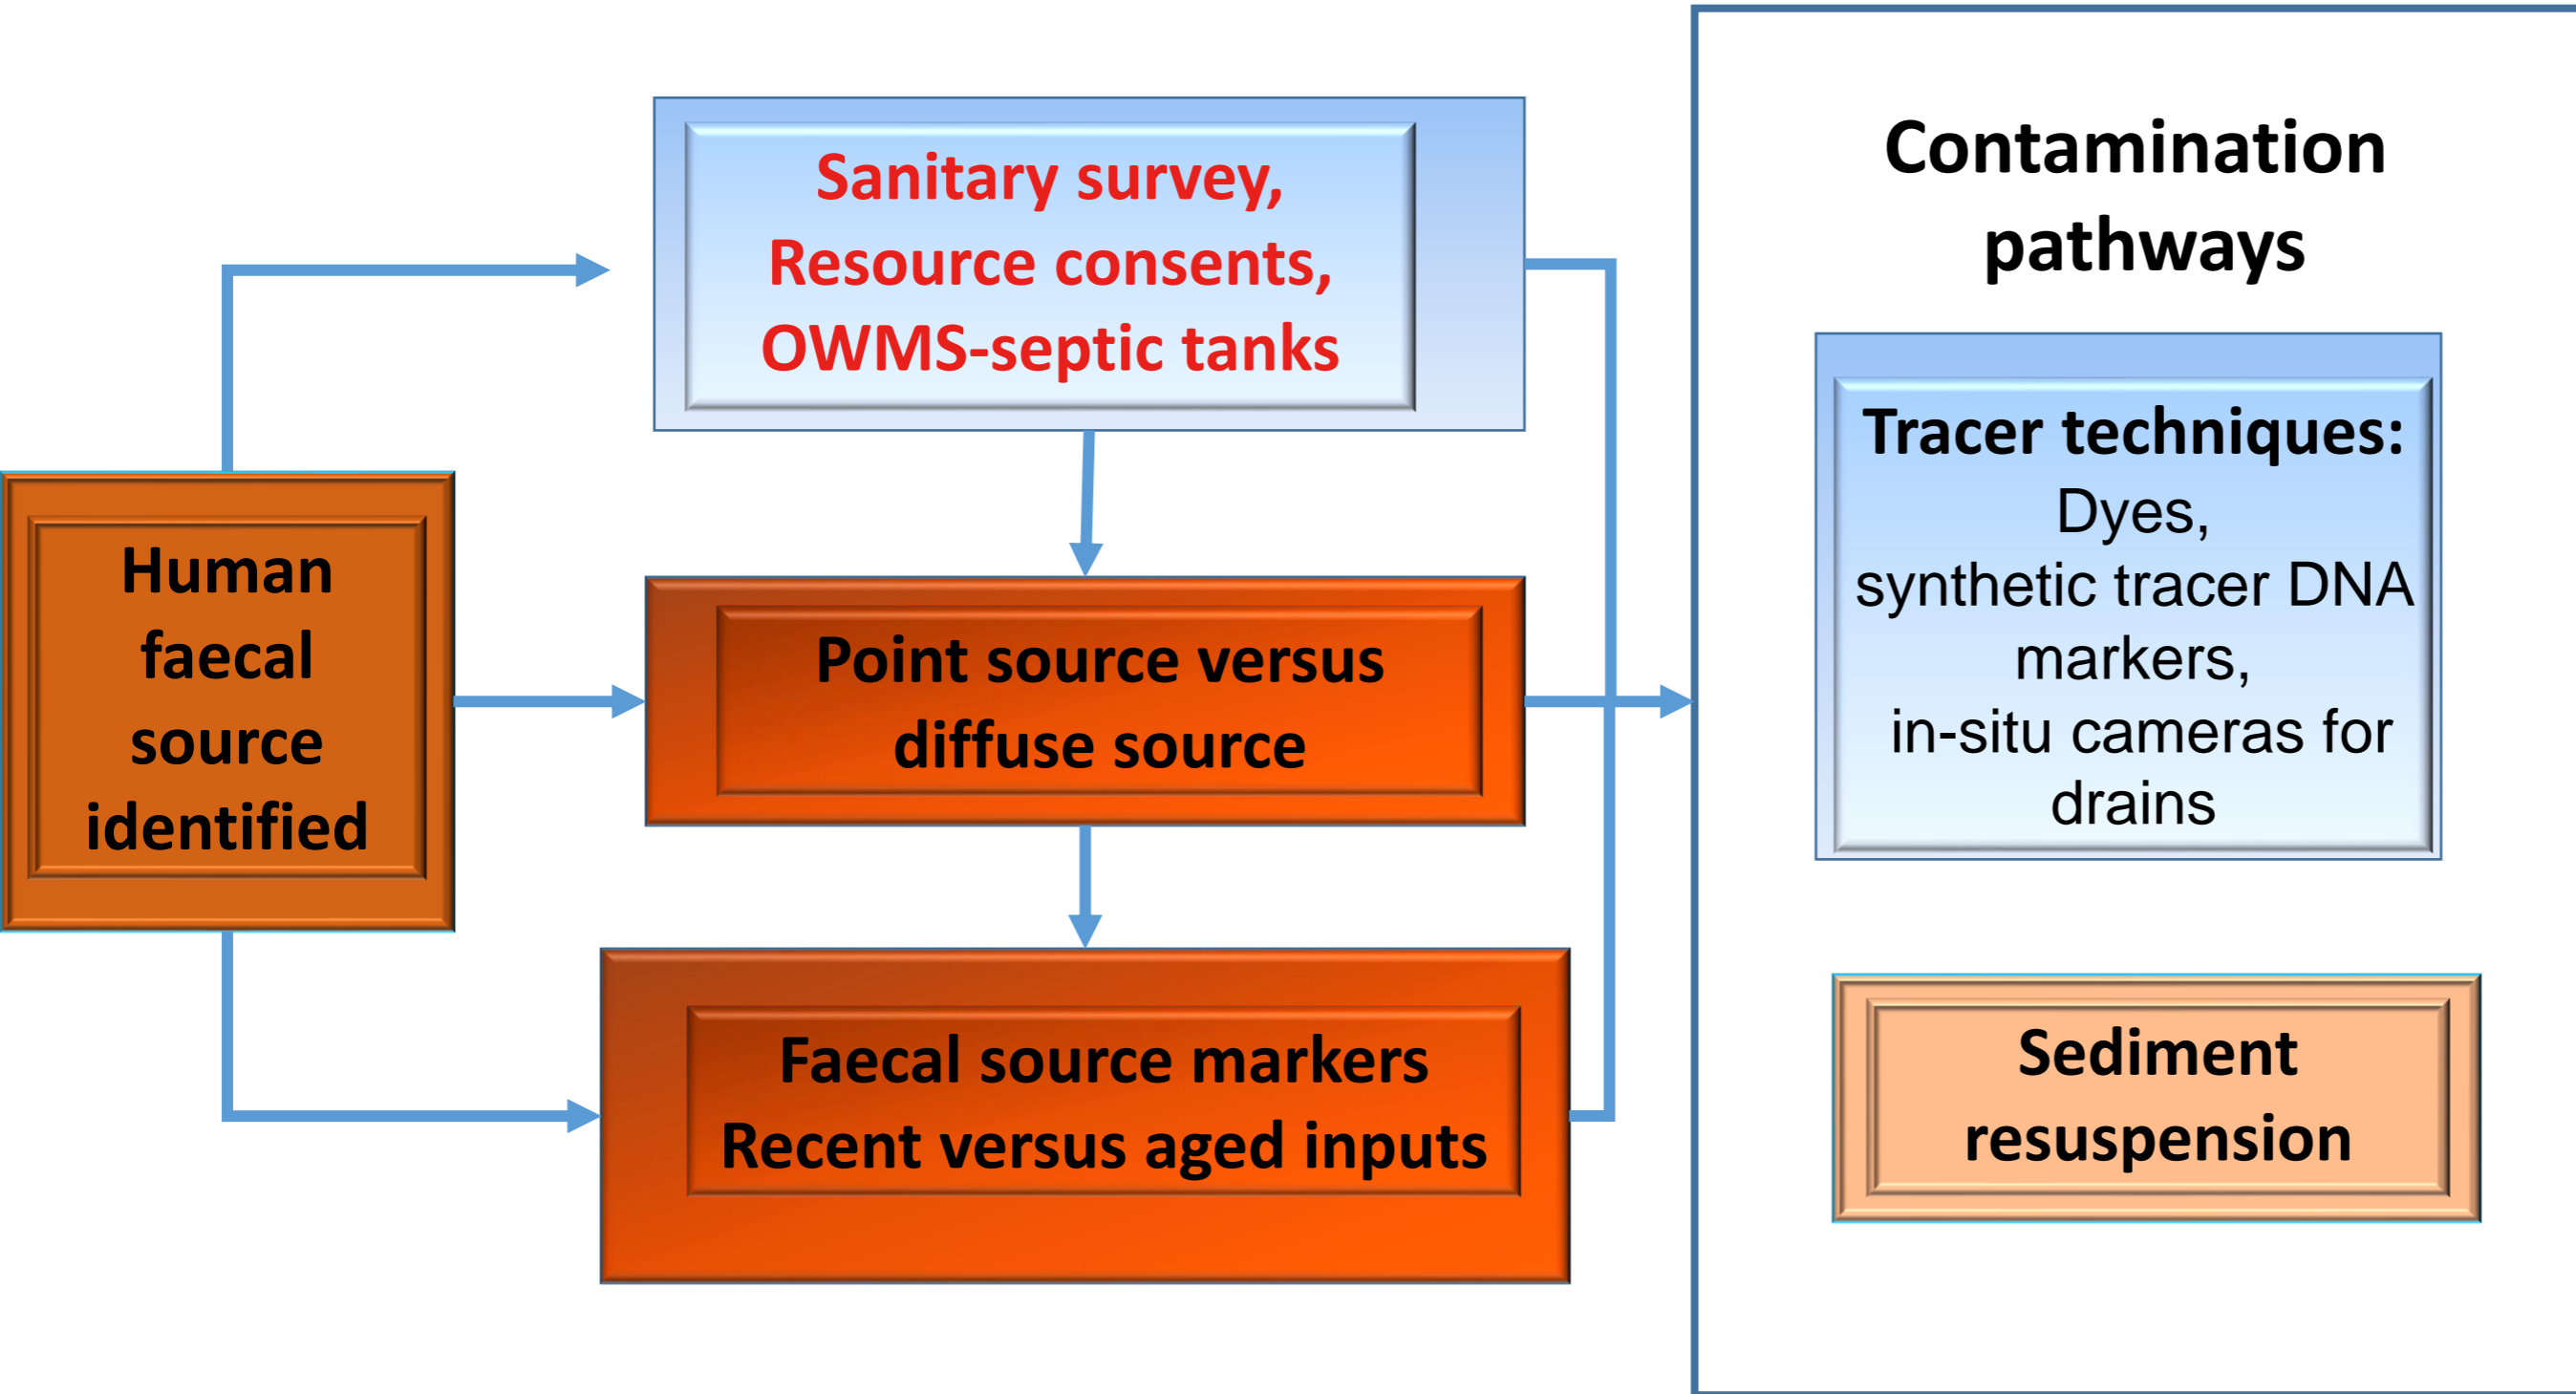 Human
faecal
source
identified
Sanitary survey,
Resource consents,
OWMS-septic tanks
Point source versus
diffuse source
Faecal source markers
Recent versus aged inputs
Contamination
pathways
Tracer techniques:
Dyes,
synthetic tracer DNA
markers,
in-situ cameras for
drains
Sediment
resuspension